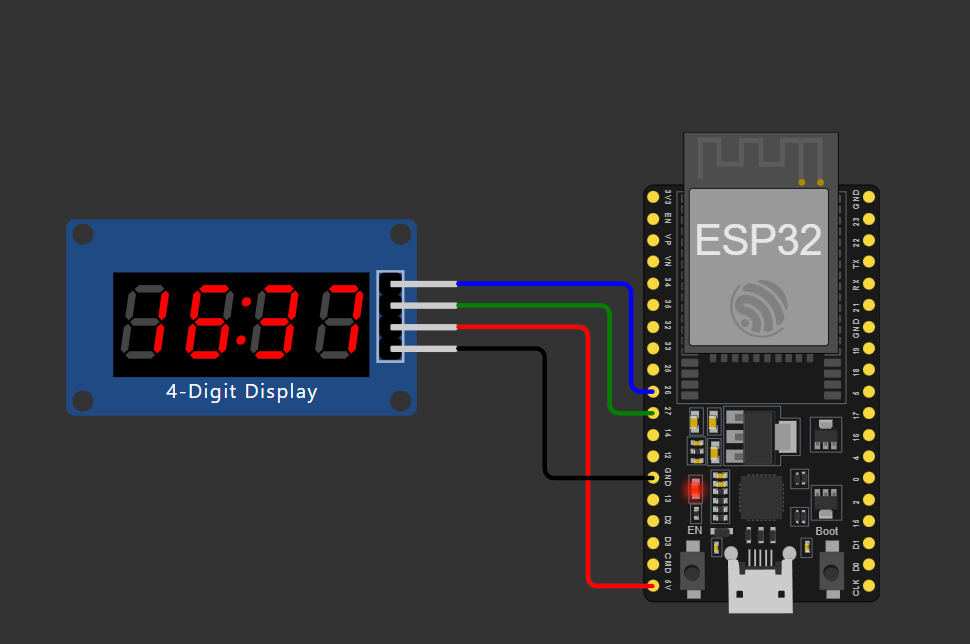 16:37
4-Digit Display
ESP32
3V3
EN
VP
VN
34
35
32
33
25
26
27
14
12
GND
13
D2
D3
CMD
5V
GND
23
22
TX
RX
21
GND
19
18
5
17
16
4
0
2
15
D1
D0
CLK
EN
Boot